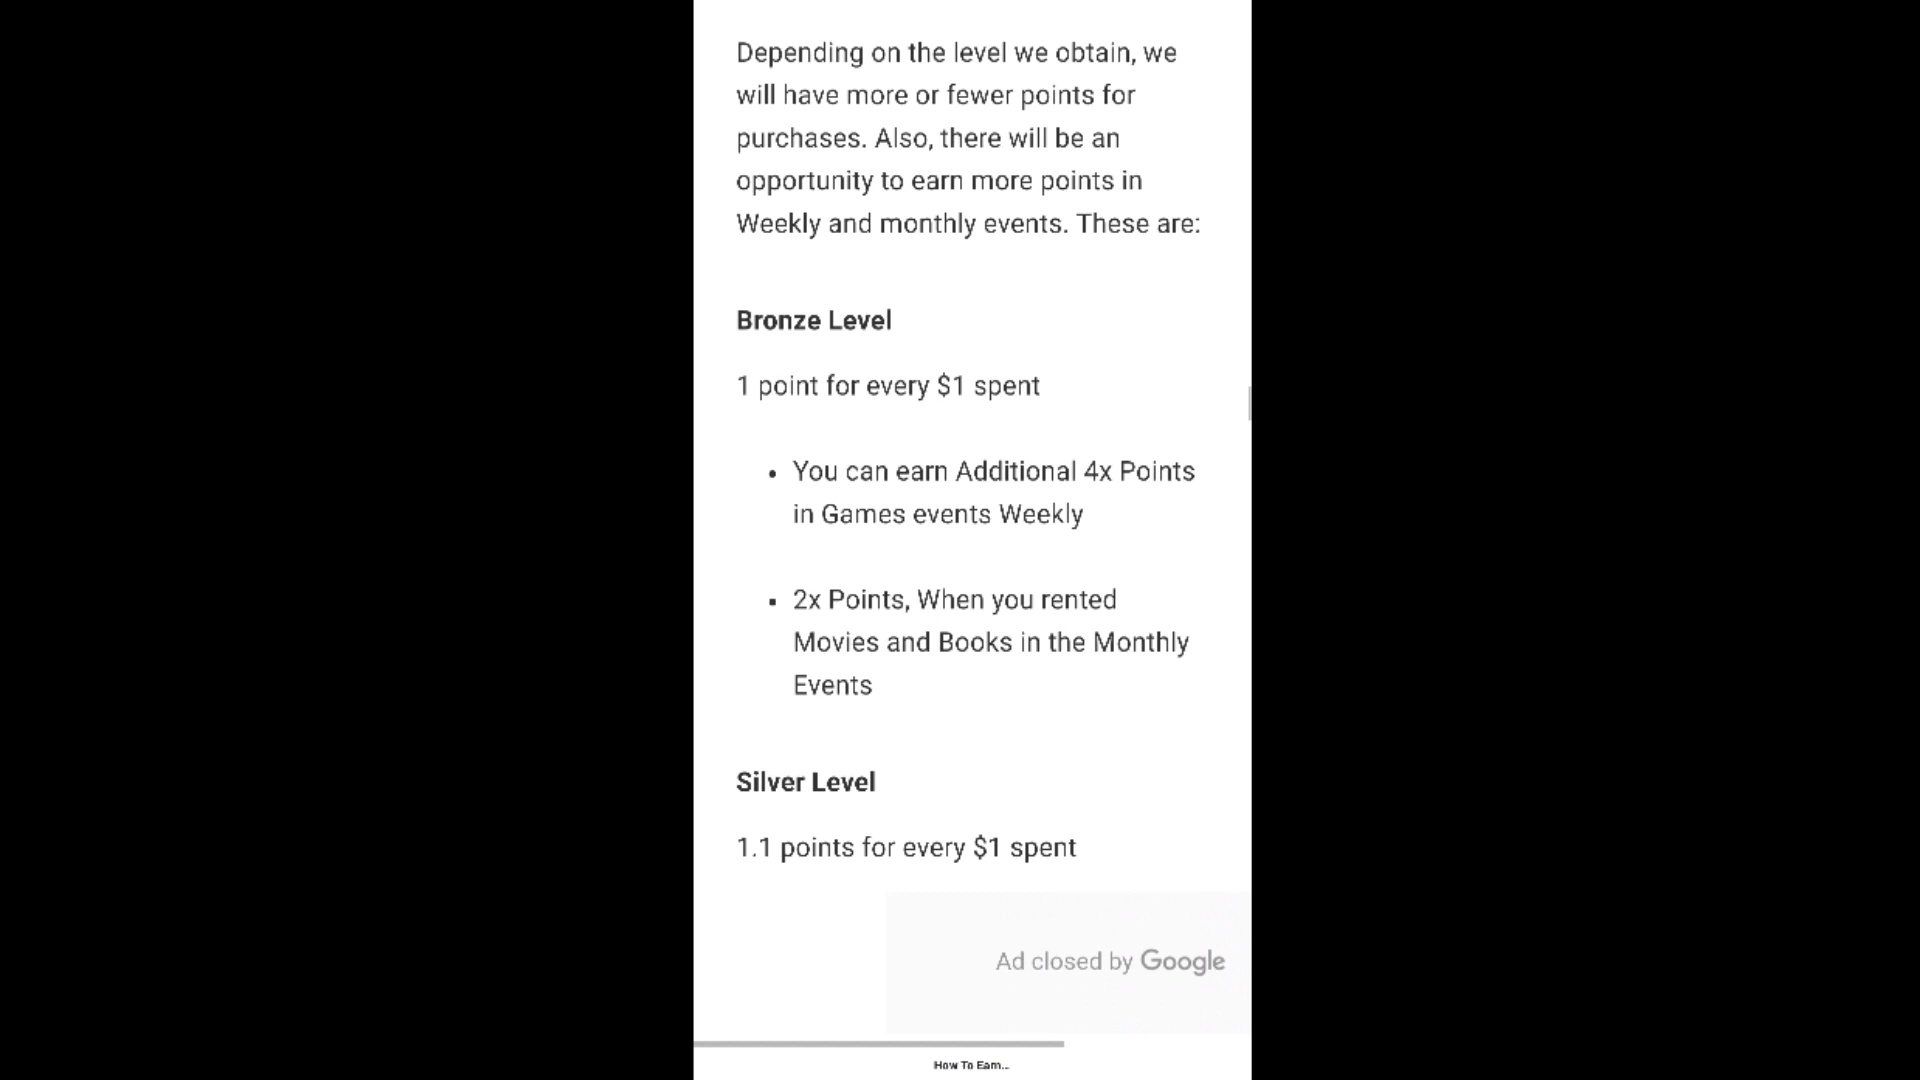 Depending on the level we obtain, we
will have more or fewer points for
purchases. Also, there will be an
opportunity to earn more points in
Weekly and monthly events. These are:
Bronze Level
1 point for every $1 spent
• You can earn Additional 4x Points
in Games events Weekly
• 2x Points, When you rented
Movies and Books in the Monthly
Events
Silver Level
1.1 points for every $1 spent
Ad closed by Google
How To Earn...